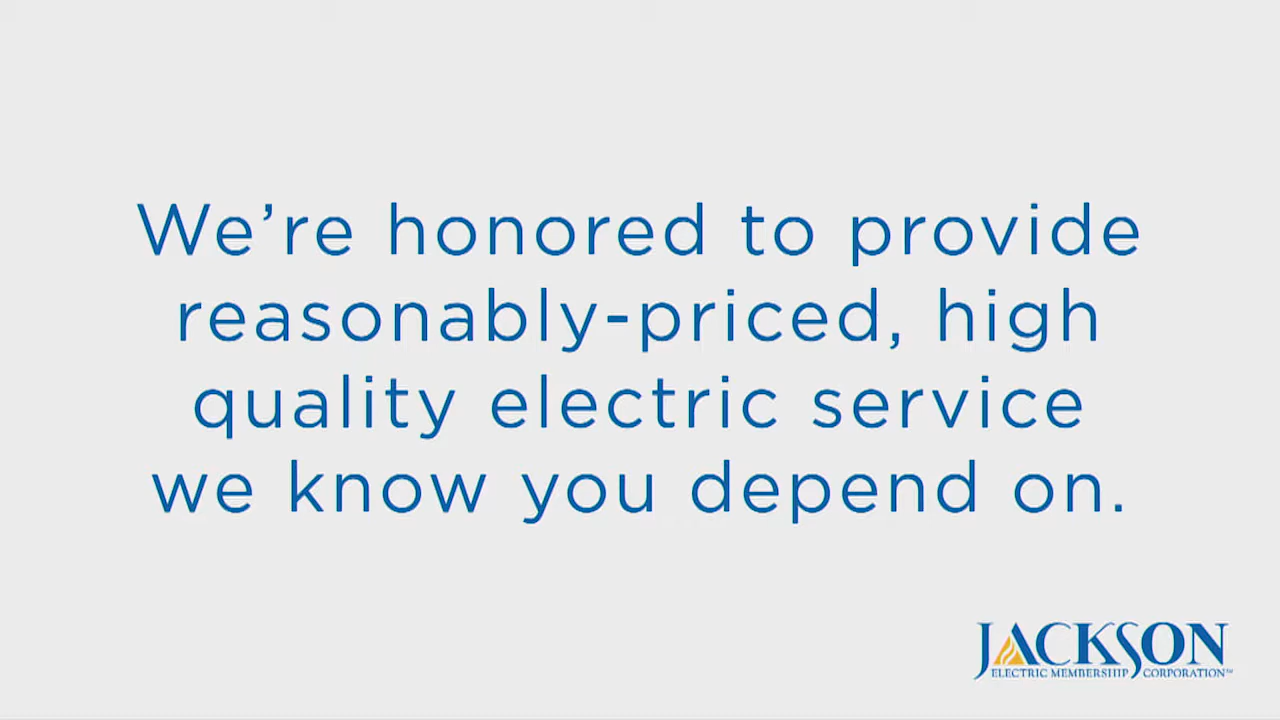 We’re honored to provide
reasonably-priced, high
quality electric service
we know you depend on.
JACKSON
ELECTRIC MEMBERSHIP CORPORATION™